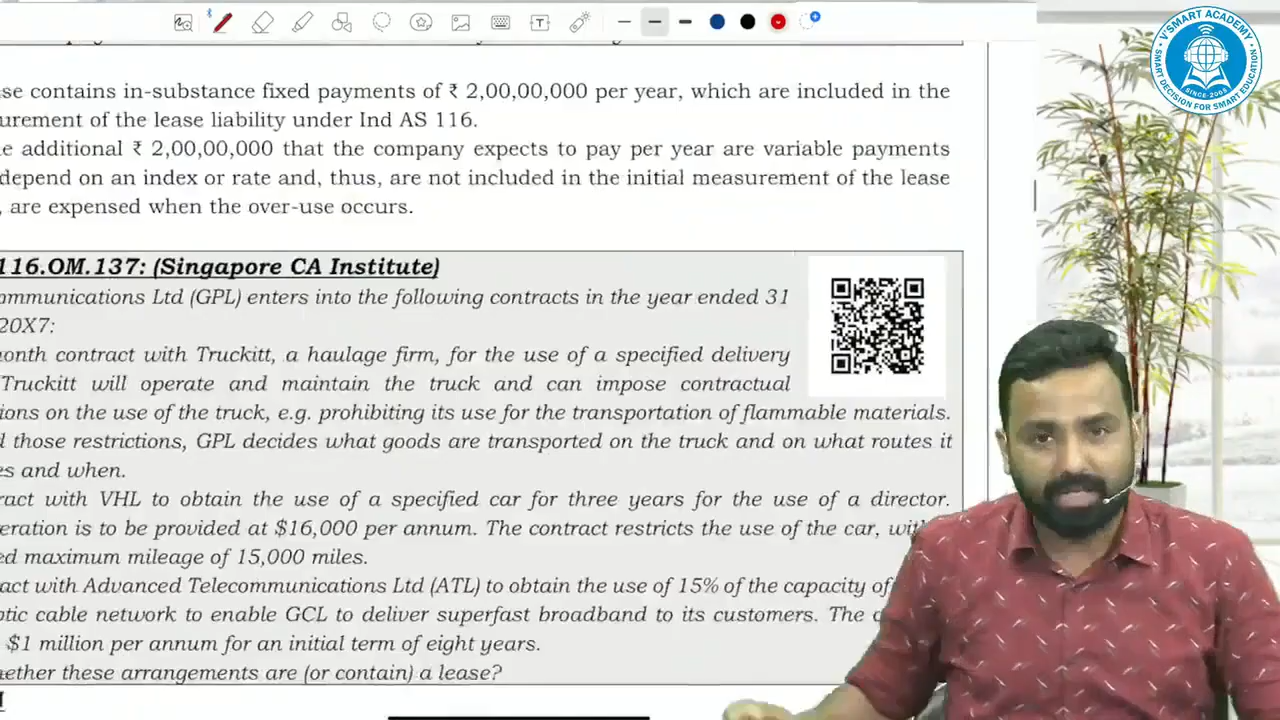 se contains in-substance fixed payments of ₹ 2,00,00,000 per year, which are included in the
urement of the lease liability under Ind AS 116.
e additional ₹ 2,00,00,000 that the company expects to pay per year are variable payments
depend on an index or rate and, thus, are not included in the initial measurement of the lease
, are expensed when the over-use occurs.
116.OM.137: (Singapore CA Institute)
ommunications Ltd (GPL) enters into the following contracts in the year ended 31
20X7:
onth contract with Truckitt, a haulage firm, for the use of a specified delivery
Truckitt will operate and maintain the truck and can impose contractual
ions on the use of the truck, e.g. prohibiting its use for the transportation of flammable materials.
d those restrictions, GPL decides what goods are transported on the truck and on what routes it
es and when.
ract with VHL to obtain the use of a specified car for three years for the use of a director.
eration is to be provided at $16,000 per annum. The contract restricts the use of the car, with
ed maximum mileage of 15,000 miles.
act with Advanced Telecommunications Ltd (ATL) to obtain the use of 15% of the capacity of
ptic cable network to enable GCL to deliver superfast broadband to its customers. The
$1 million per annum for an initial term of eight years.
ether these arrangements are (or contain) a lease?
V'SMART ACADEMY
SINCE-2005
SMART DECISION FOR SMART EDUCATION